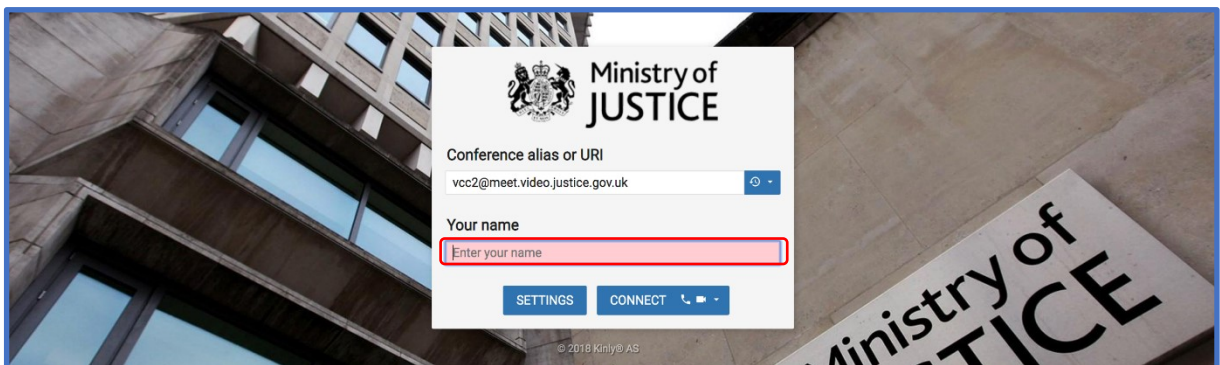 Ministry of
JUSTICE
Conference alias or URI
vcc2@meet.video.justice.gov.uk
Your name
Enter your name
SETTINGS
CONNECT
© 2018 Kinly® AS
Ministry of
JUSTICE